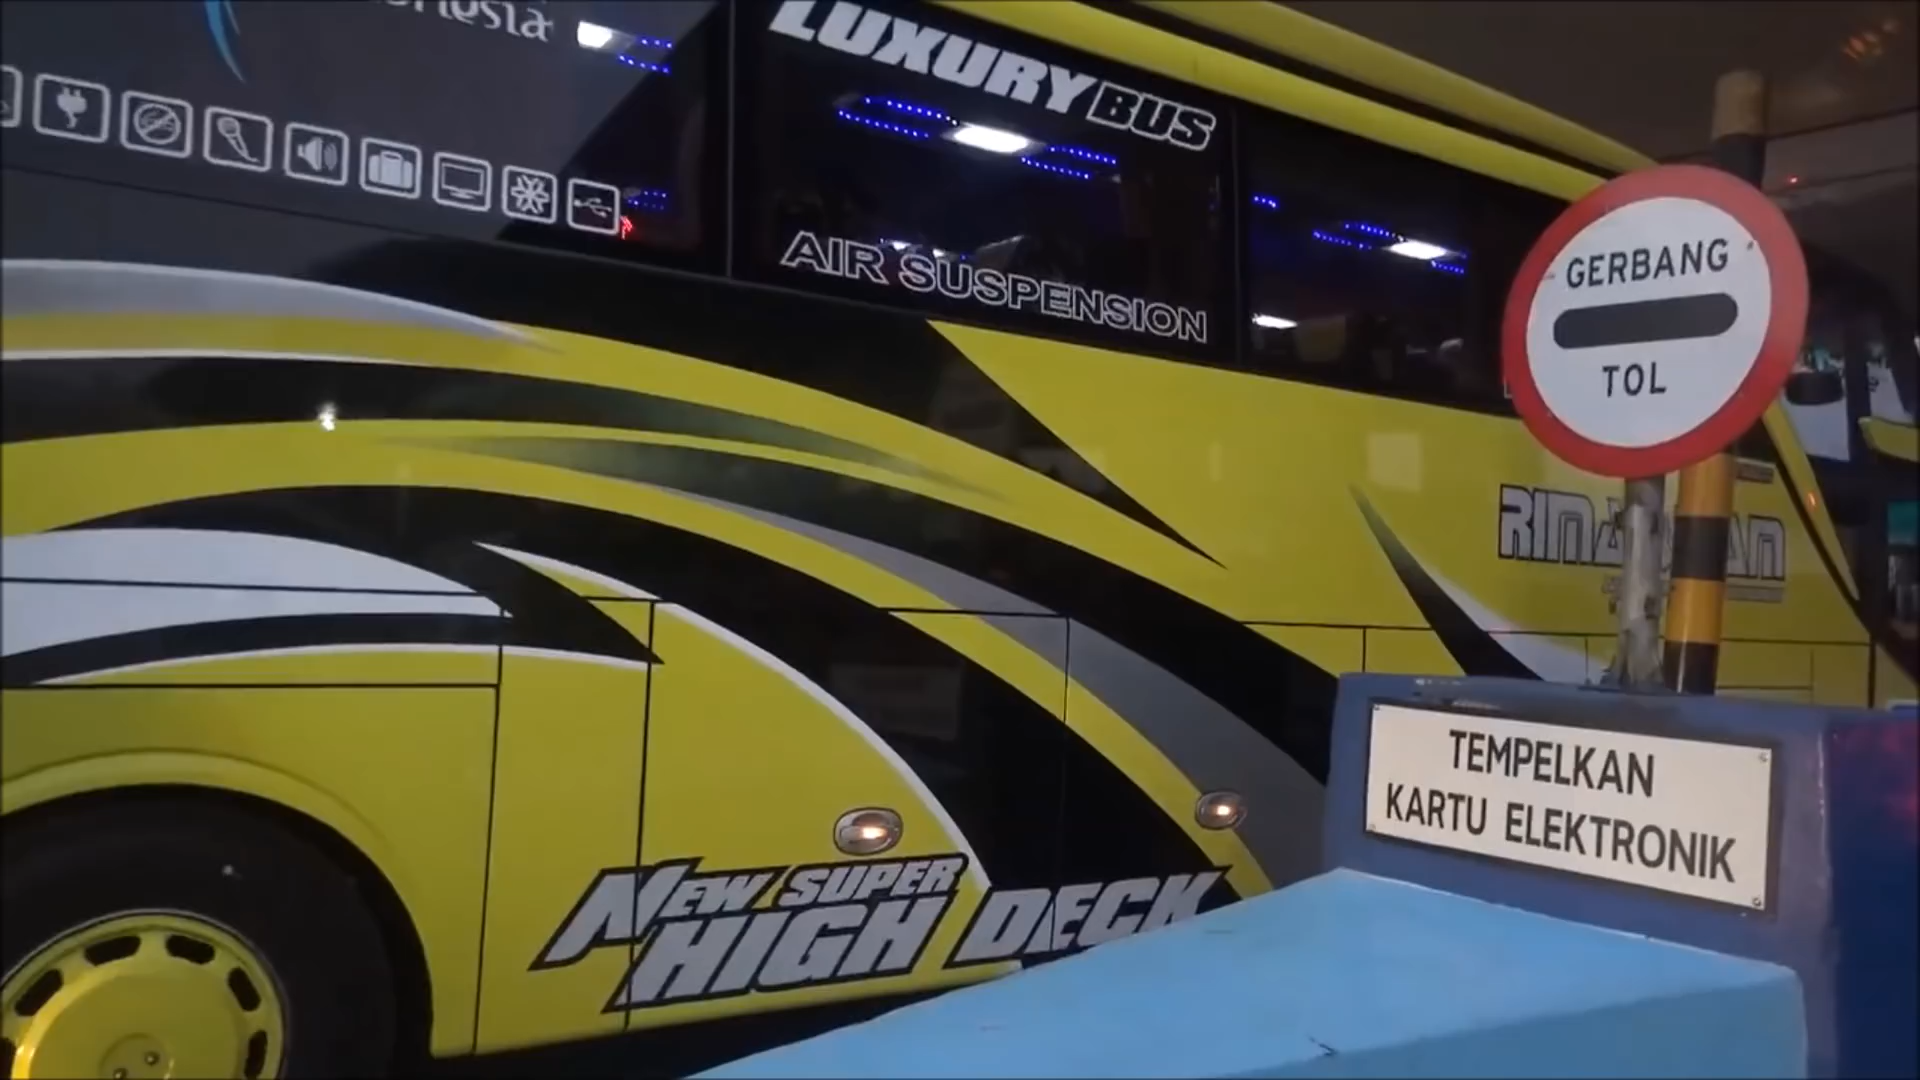 LUXURY BUS
AIR SUSPENSION
GERBANG
TOL
TEMPELKAN
KARTU ELEKTRONIK
NEW SUPER
HIGH DECK